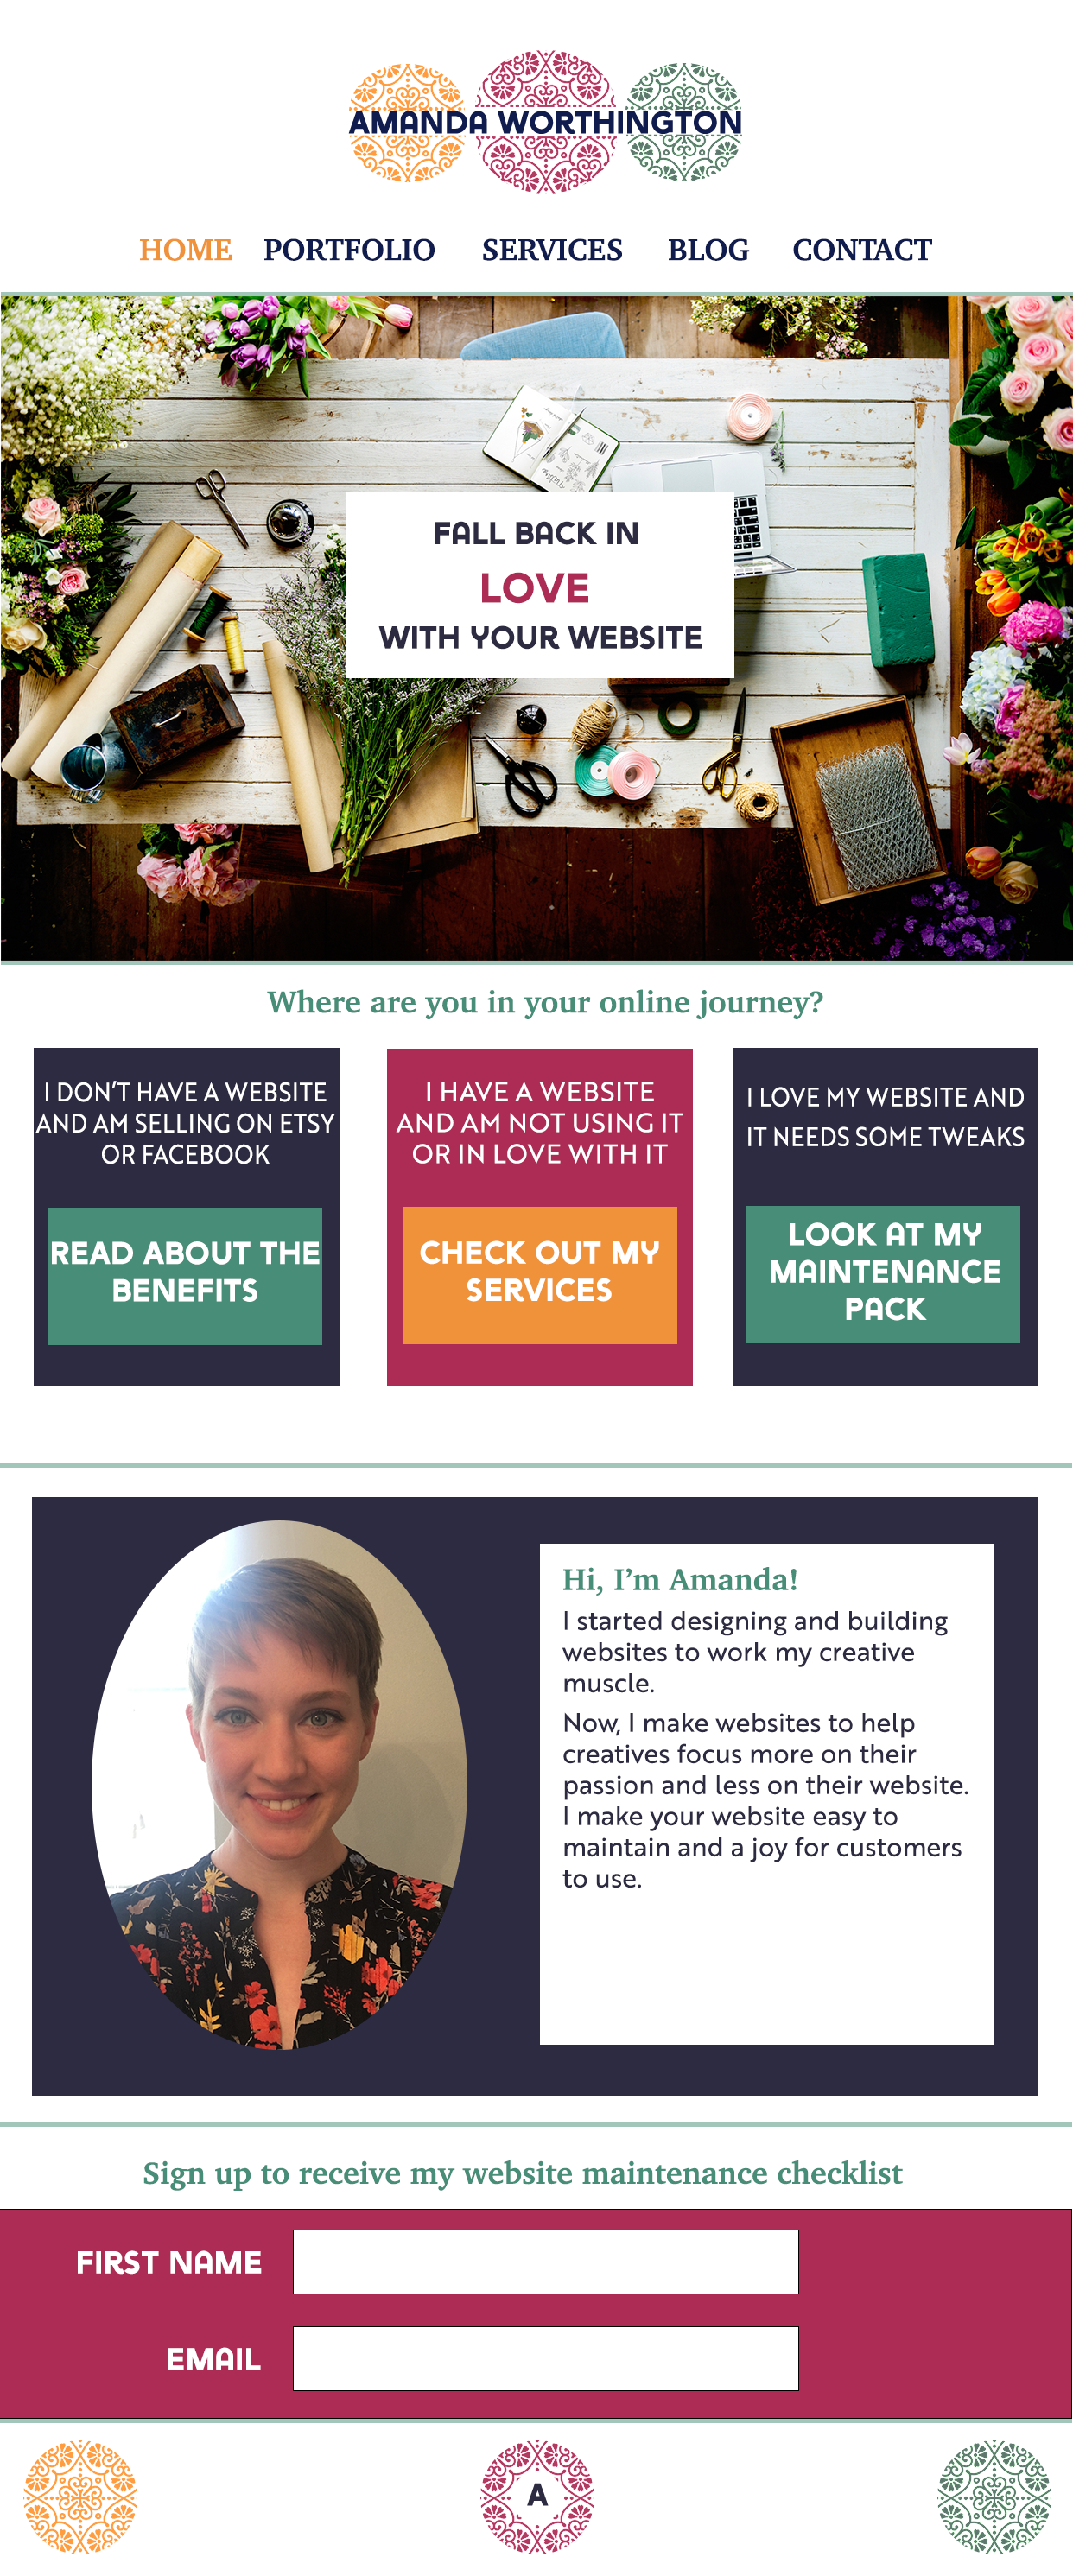 AMANDA WORTHINGTON
HOME PORTFOLIO SERVICES BLOG CONTACT
FALL BACK IN
LOVE
WITH YOUR WEBSITE
Where are you in your online journey?
I DON’T HAVE A WEBSITE
AND AM SELLING ON ETSY
OR FACEBOOK
READ ABOUT THE
BENEFITS
I HAVE A WEBSITE
AND AM NOT USING IT
OR IN LOVE WITH IT
CHECK OUT MY
SERVICES
I LOVE MY WEBSITE AND
IT NEEDS SOME TWEAKS
LOOK AT MY
MAINTENANCE
PACK
Hi, I’m Amanda!
I started designing and building
websites to work my creative
muscle.
Now, I make websites to help
creatives focus more on their
passion and less on their website.
I make your website easy to
maintain and a joy for customers
to use.
Sign up to receive my website maintenance checklist
FIRST NAME
EMAIL
A